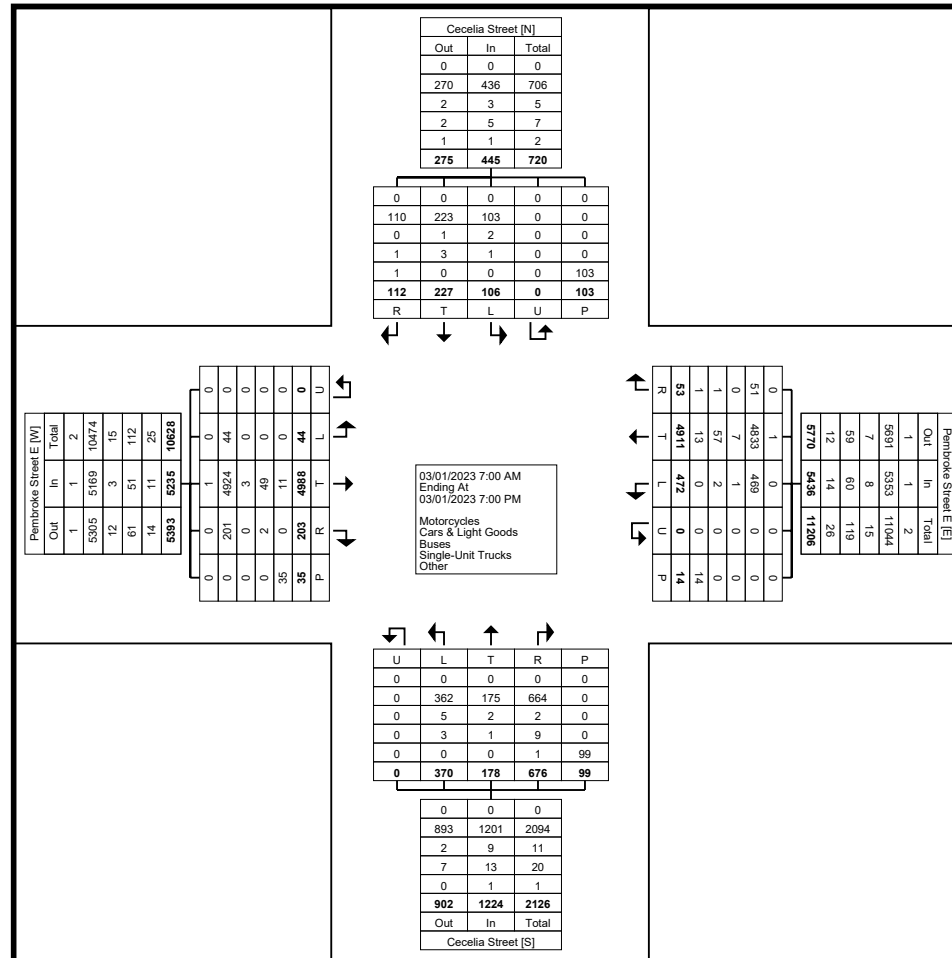 Cecelia Street [N]
Out In Total
0 0 0
270 436 706
2 3 5
2 5 7
1 1 2
275 445 720
0 0 0 0 0
110 223 103 0 0
0 1 2 0 0
1 3 1 0 0
1 0 0 0 103
112 227 106 0 103
R T L U P
Pembroke Street E [W]
Out In Total
1 1 2
5305 5169 10474
12 3 15
61 51 112
14 11 25
5393 5235 10628
0 0 1 0 0
0 201 4924 44 0
0 0 3 0 0
0 2 49 0 0
35 0 11 0 0
35 203 4988 44 0
P R T L U
03/01/2023 7:00 AM
Ending At
03/01/2023 7:00 PM
Motorcycles
Cars & Light Goods
Buses
Single-Unit Trucks
Other
Pembroke Street E [E]
Out In Total
1 1 2
5691 5353 11044
7 8 15
59 60 119
12 14 26
5770 5436 11206
0 1 0 0 0
51 4833 469 0 0
0 7 1 0 0
1 57 2 0 0
1 13 0 0 14
53 4911 472 0 14
R T L U P
U L T R P
0 0 0 0 0
0 362 175 664 0
0 5 2 2 0
0 3 1 9 0
0 0 0 1 99
0 370 178 676 99
0 0 0
893 1201 2094
2 9 11
7 13 20
0 1 1
902 1224 2126
Out In Total
Cecelia Street [S]